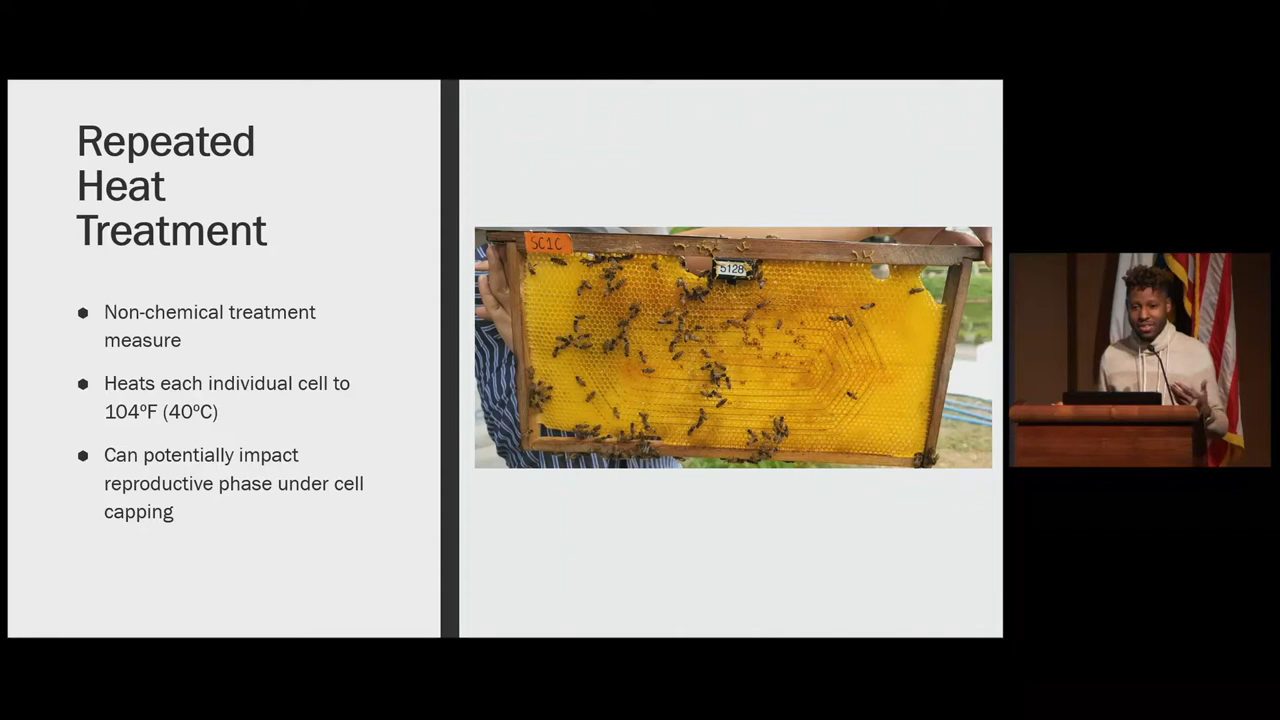 Repeated
Heat
Treatment
Non-chemical treatment
measure
Heats each individual cell to
104ºF (40ºC)
Can potentially impact
reproductive phase under cell
capping
SC1C
5128